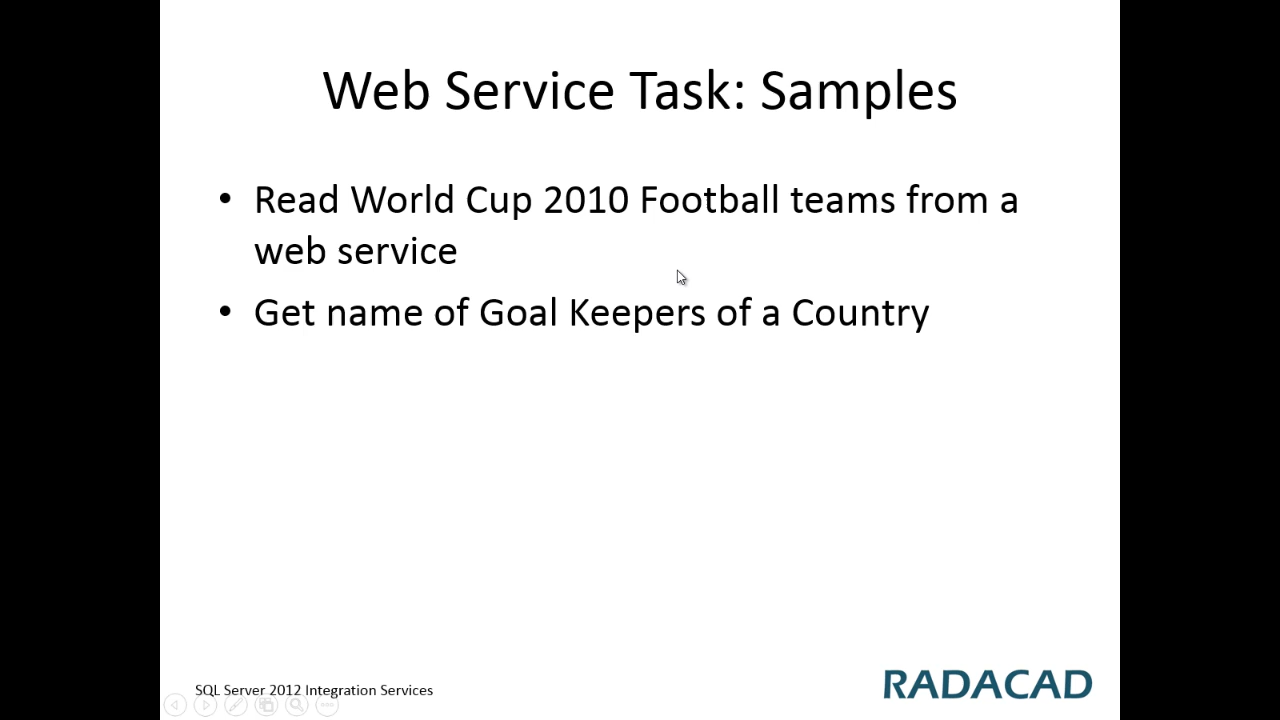 Web Service Task: Samples
• Read World Cup 2010 Football teams from a
web service
• Get name of Goal Keepers of a Country
SQL Server 2012 Integration Services
RADACAD